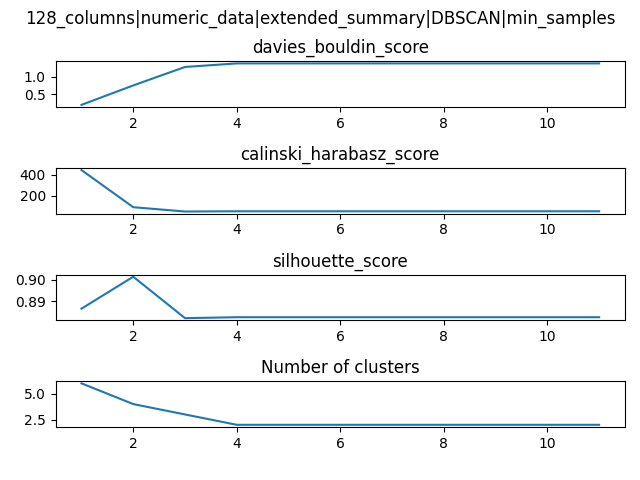 128_columns|numeric_data|extended_summary|DBSCAN|min_samples
davies_bouldin_score
1.0
0.5
2 4 6 8 10
calinski_harabasz_score
400
200
2 4 6 8 10
silhouette_score
0.90
0.89
2 4 6 8 10
Number of clusters
5.0
2.5
2 4 6 8 10